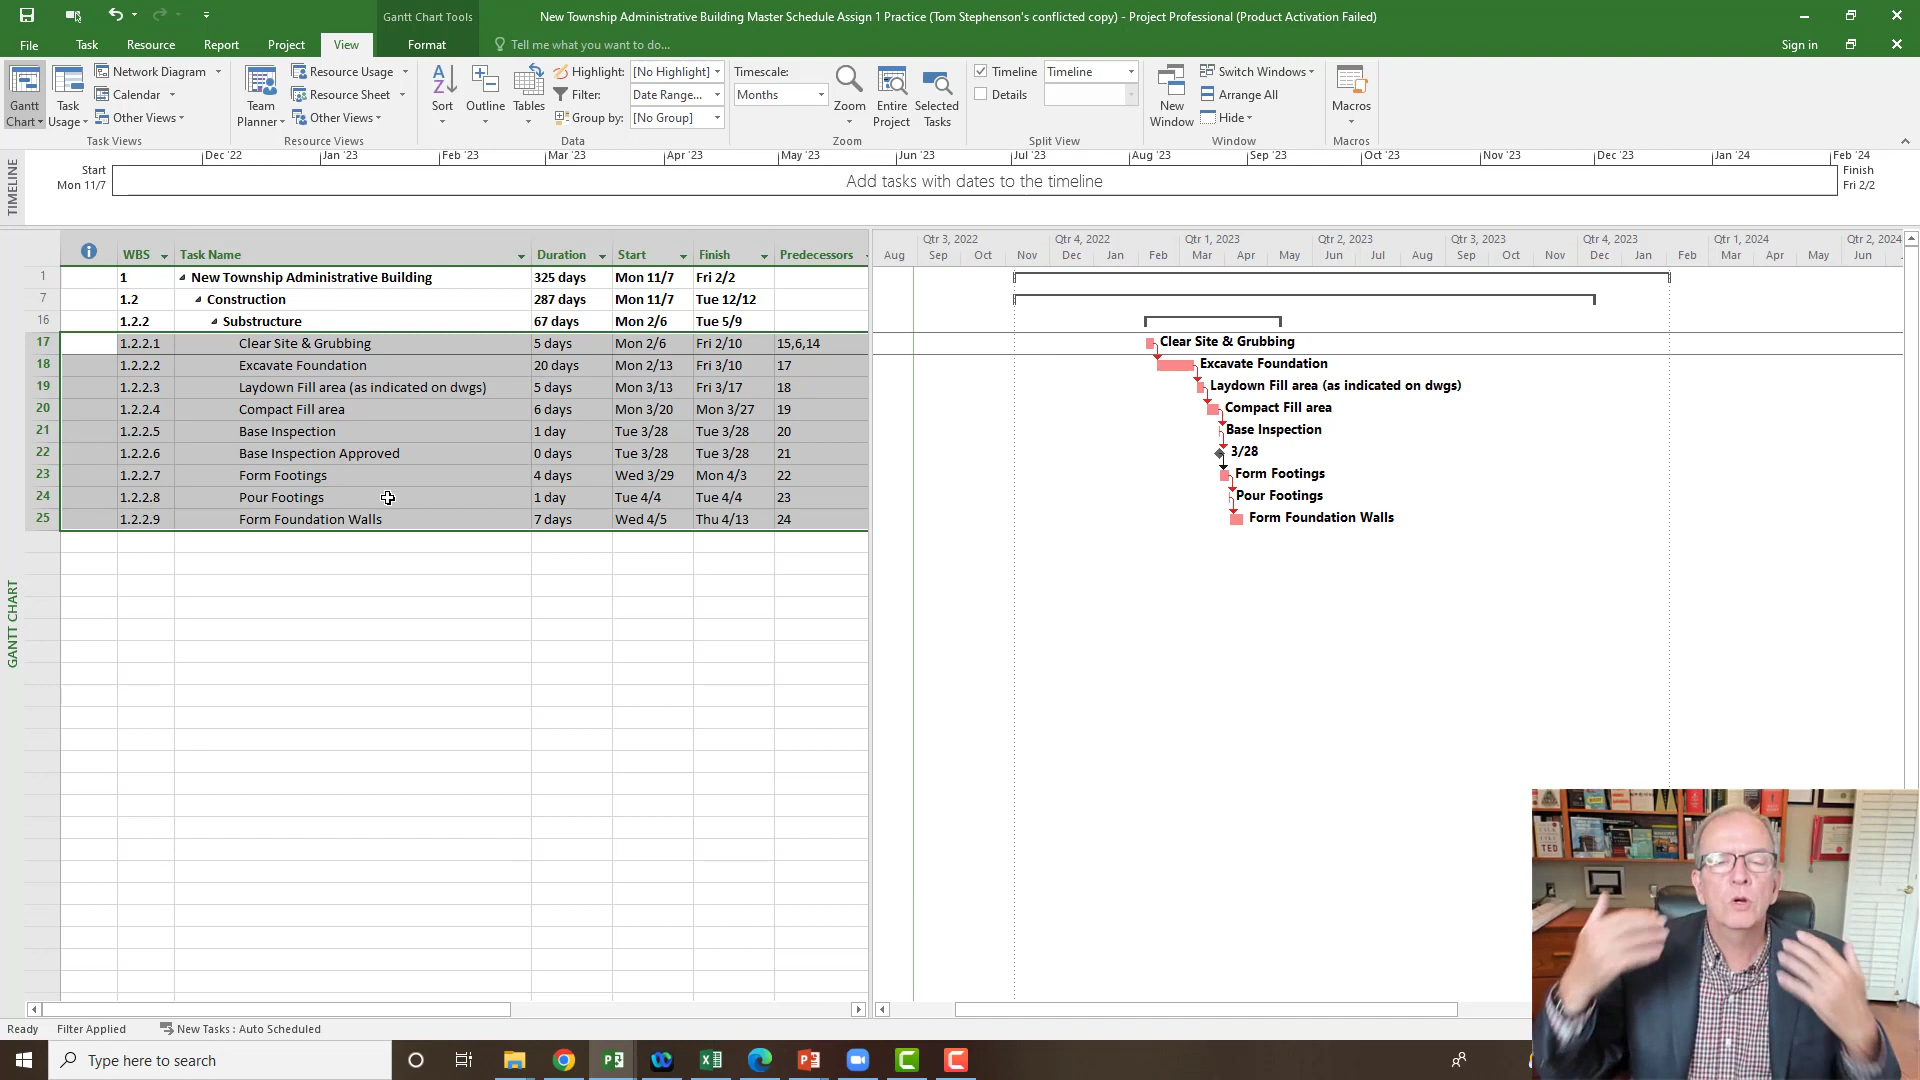 Gantt Chart Tools
New Township Administrative Building Master Schedule Assign 1 Practice (Tom Stephenson's conflicted copy) - Project Professional (Product Activation Failed)
File Task Resource Report Project View Format Tell me what you want to do... Sign in
Network Diagram Resource Usage Highlight: [No Highlight] Timescale: Timeline Timeline Switch Windows
Calendar Resource Sheet Filter: Date Range... Months Details Arrange All
Other Views Other Views Group by: [No Group] Hide
Gantt Chart Task Usage Team Planner Sort Outline Tables Zoom Entire Project Selected Tasks New Window Macros
Task Views Resource Views Data Zoom Split View Window Macros
TIMELINE
Dec '22 Jan '23 Feb '23 Mar '23 Apr '23 May '23 Jun '23 Jul '23 Aug '23 Sep '23 Oct '23 Nov '23 Dec '23 Jan '24 Feb '24
Start
Mon 11/7
Add tasks with dates to the timeline
Finish
Fri 2/2
WBS Task Name Duration Start Finish Predecessors
1 1 New Township Administrative Building 325 days Mon 11/7 Fri 2/2
7 1.2 Construction 287 days Mon 11/7 Tue 12/12
16 1.2.2 Substructure 67 days Mon 2/6 Tue 5/9
17 1.2.2.1 Clear Site & Grubbing 5 days Mon 2/6 Fri 2/10 15,6,14
18 1.2.2.2 Excavate Foundation 20 days Mon 2/13 Fri 3/10 17
19 1.2.2.3 Laydown Fill area (as indicated on dwgs) 5 days Mon 3/13 Fri 3/17 18
20 1.2.2.4 Compact Fill area 6 days Mon 3/20 Mon 3/27 19
21 1.2.2.5 Base Inspection 1 day Tue 3/28 Tue 3/28 20
22 1.2.2.6 Base Inspection Approved 0 days Tue 3/28 Tue 3/28 21
23 1.2.2.7 Form Footings 4 days Wed 3/29 Mon 4/3 22
24 1.2.2.8 Pour Footings 1 day Tue 4/4 Tue 4/4 23
25 1.2.2.9 Form Foundation Walls 7 days Wed 4/5 Thu 4/13 24
GANTT CHART
Qtr 3, 2022 Qtr 4, 2022 Qtr 1, 2023 Qtr 2, 2023 Qtr 3, 2023 Qtr 4, 2023 Qtr 1, 2024 Qtr 2, 2024
Aug Sep Oct Nov Dec Jan Feb Mar Apr May Jun Jul Aug Sep Oct Nov Dec Jan Feb Mar Apr May Jun
Clear Site & Grubbing
Excavate Foundation
Laydown Fill area (as indicated on dwgs)
Compact Fill area
Base Inspection
3/28
Form Footings
Pour Footings
Form Foundation Walls
TED
Ready Filter Applied New Tasks : Auto Scheduled
Type here to search